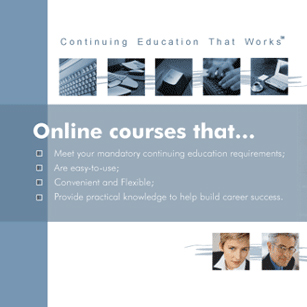 Continuing Education That Works
Online courses that...
Meet your mandatory continuing education requirements;
Are easy-to-use;
Convenient and Flexible;
Provide practical knowledge to help build career success.